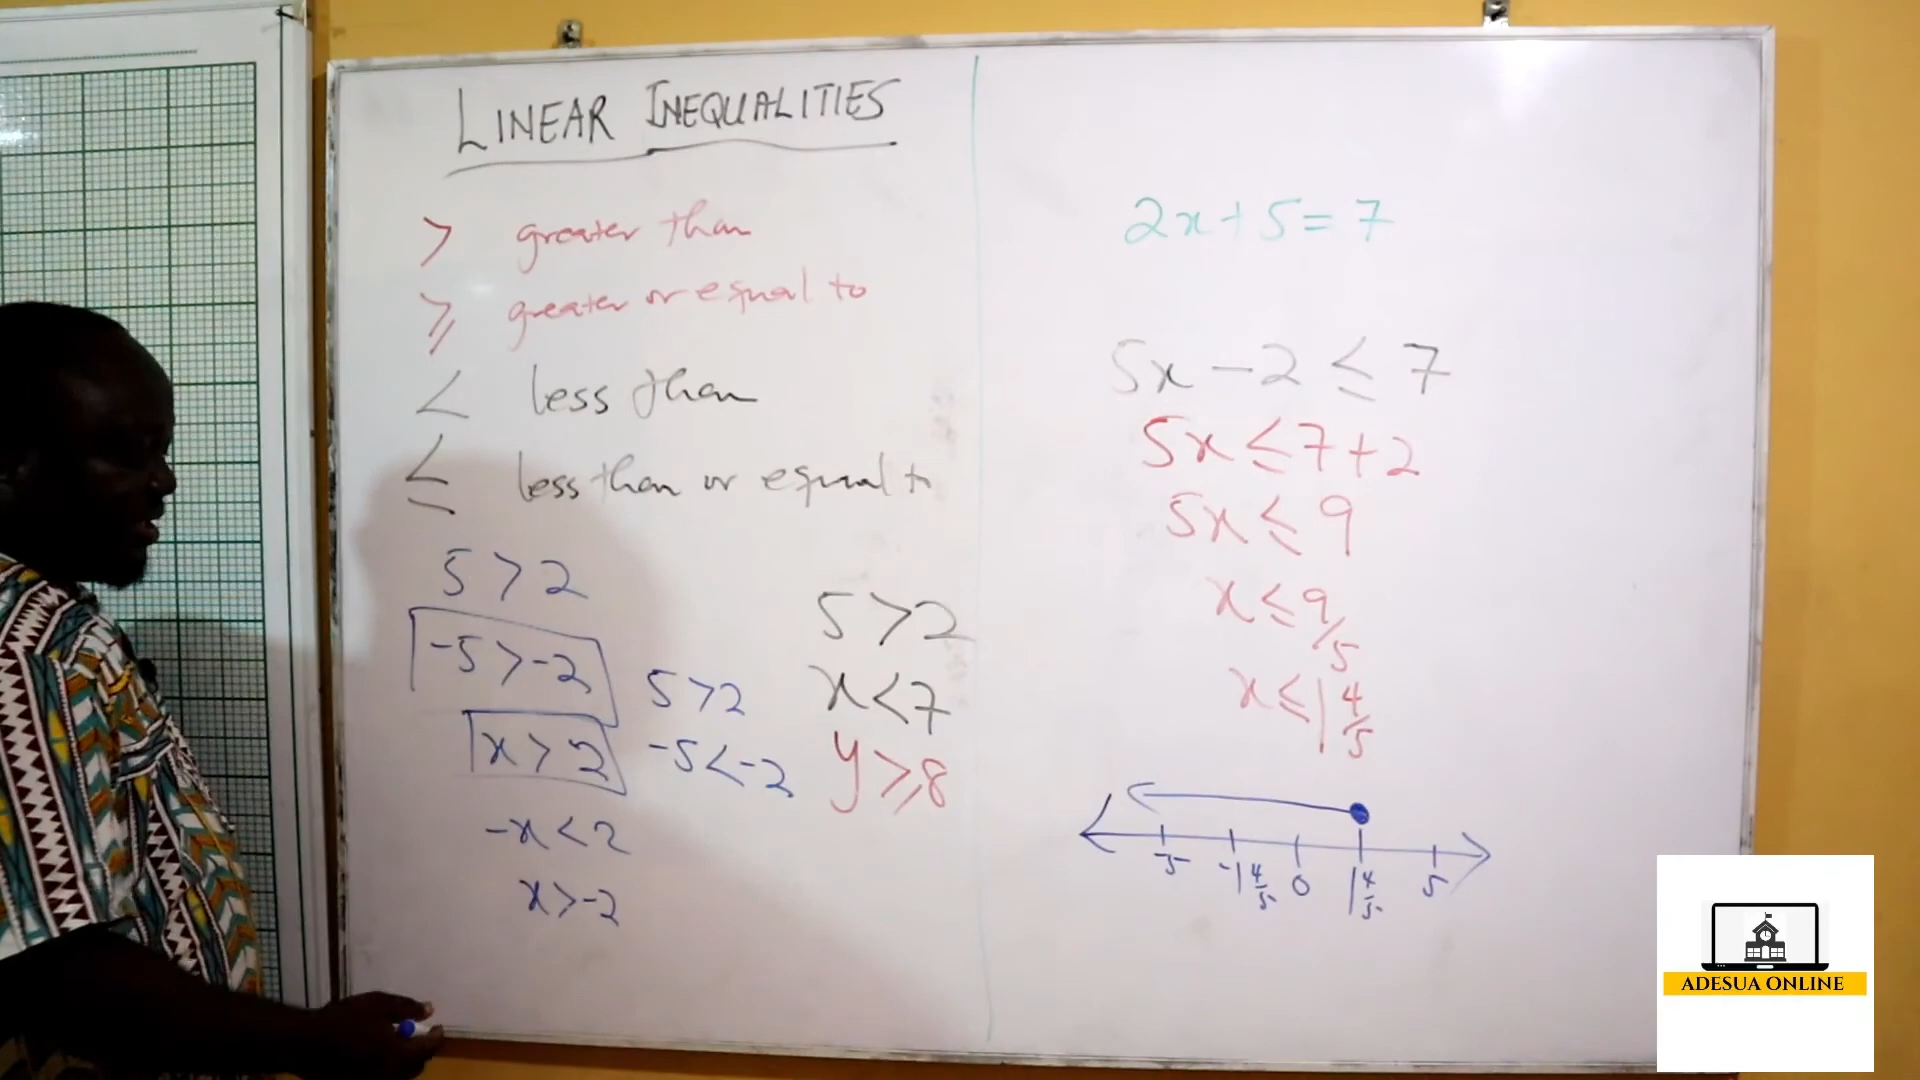 LINEAR INEQUALITIES
> greater than
⩾ greater or equal to
< less than
≤ less than or equal to
5 > 2
-5 > -2
x > 2
-x < 2
x > -2
5 > 2
-5 < -2
5 > 2
x < 7
y ⩾ 8
2x + 5 = 7
5x - 2 ≤ 7
5x ≤ 7 + 2
5x ≤ 9
x ≤ 9/5
x ≤ 1 4/5
-5 -1 4/5 0 1 4/5 5
ADESUA ONLINE